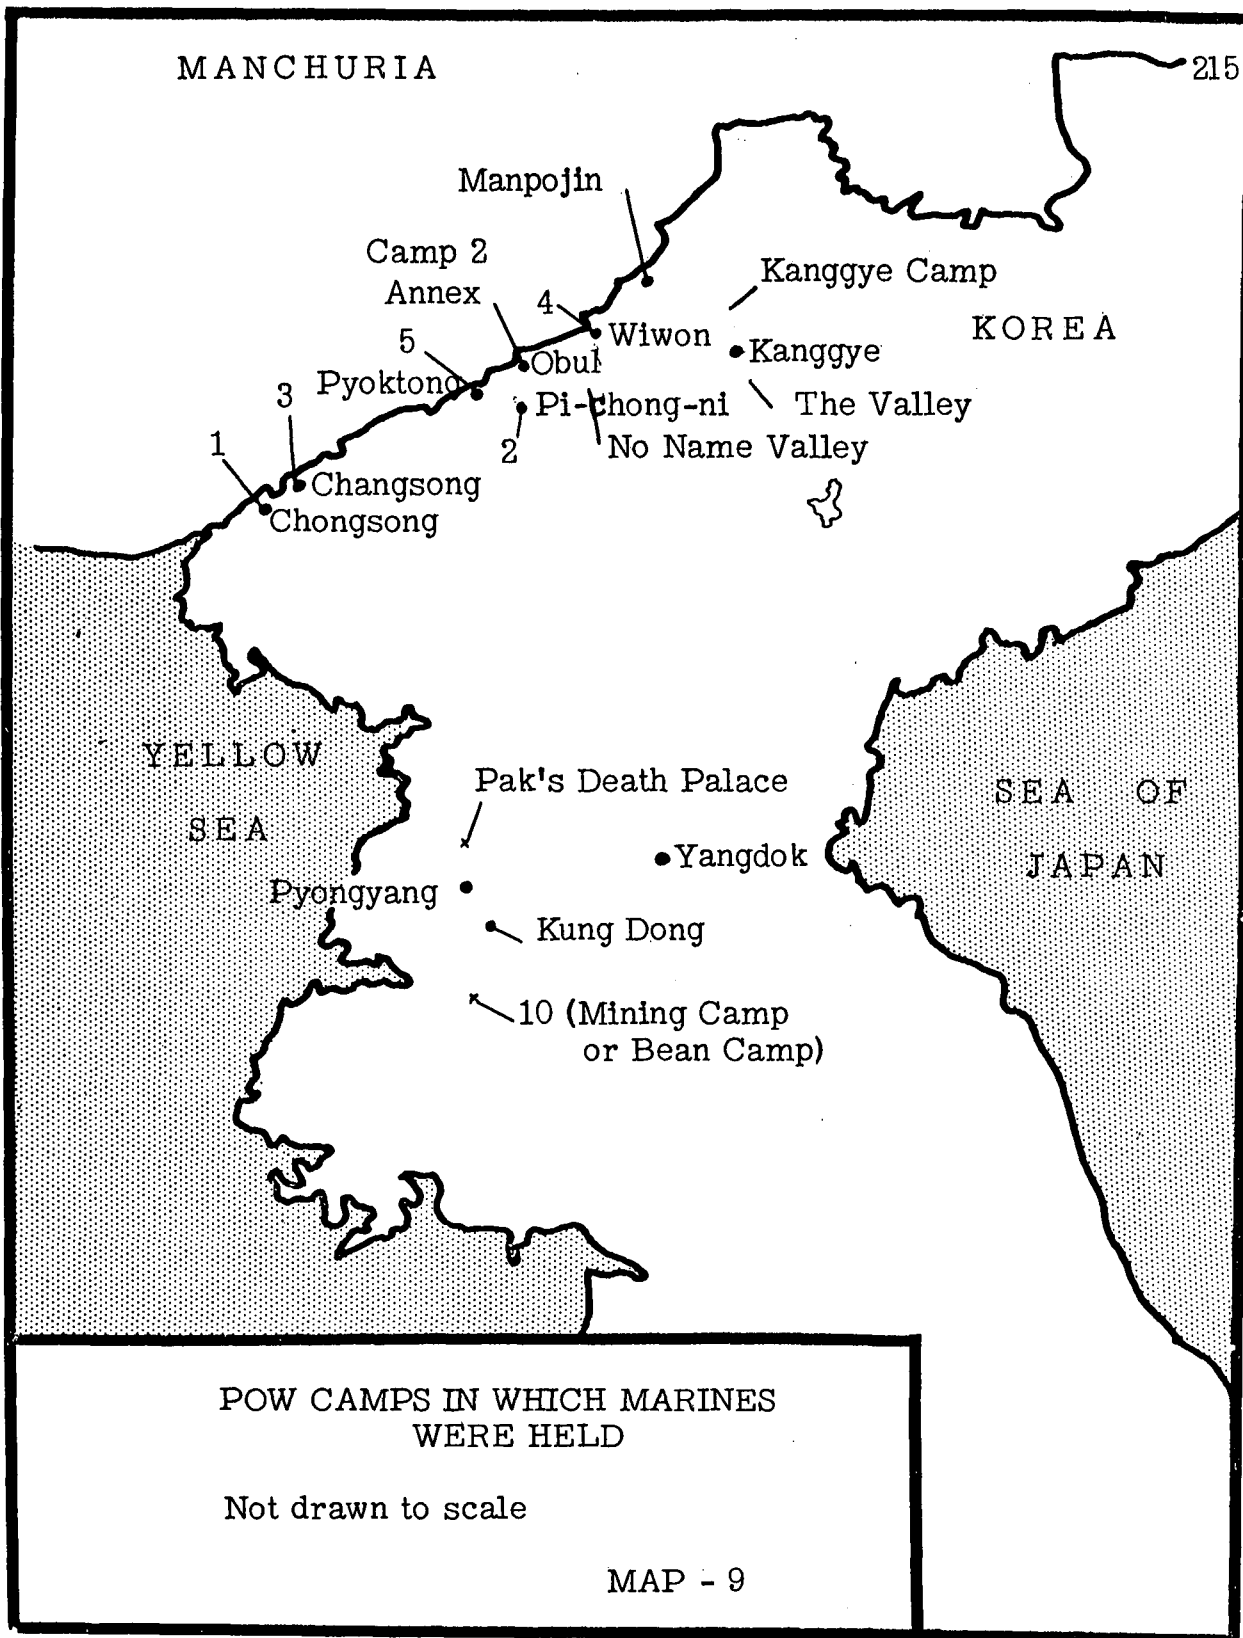 MANCHURIA
215
Manpojin
Camp 2
Annex
Kanggye Camp
4
KOREA
5
Wiwon
Kanggye
Obul
3
Pyoktong
Pi-chong-ni
The Valley
1
2
No Name Valley
Changsong
Chongsong
YELLOW
SEA
Pak's Death Palace
SEA OF
JAPAN
Yangdok
Pyongyang
Kung Dong
10 (Mining Camp
or Bean Camp)
POW CAMPS IN WHICH MARINES
WERE HELD
Not drawn to scale
MAP - 9